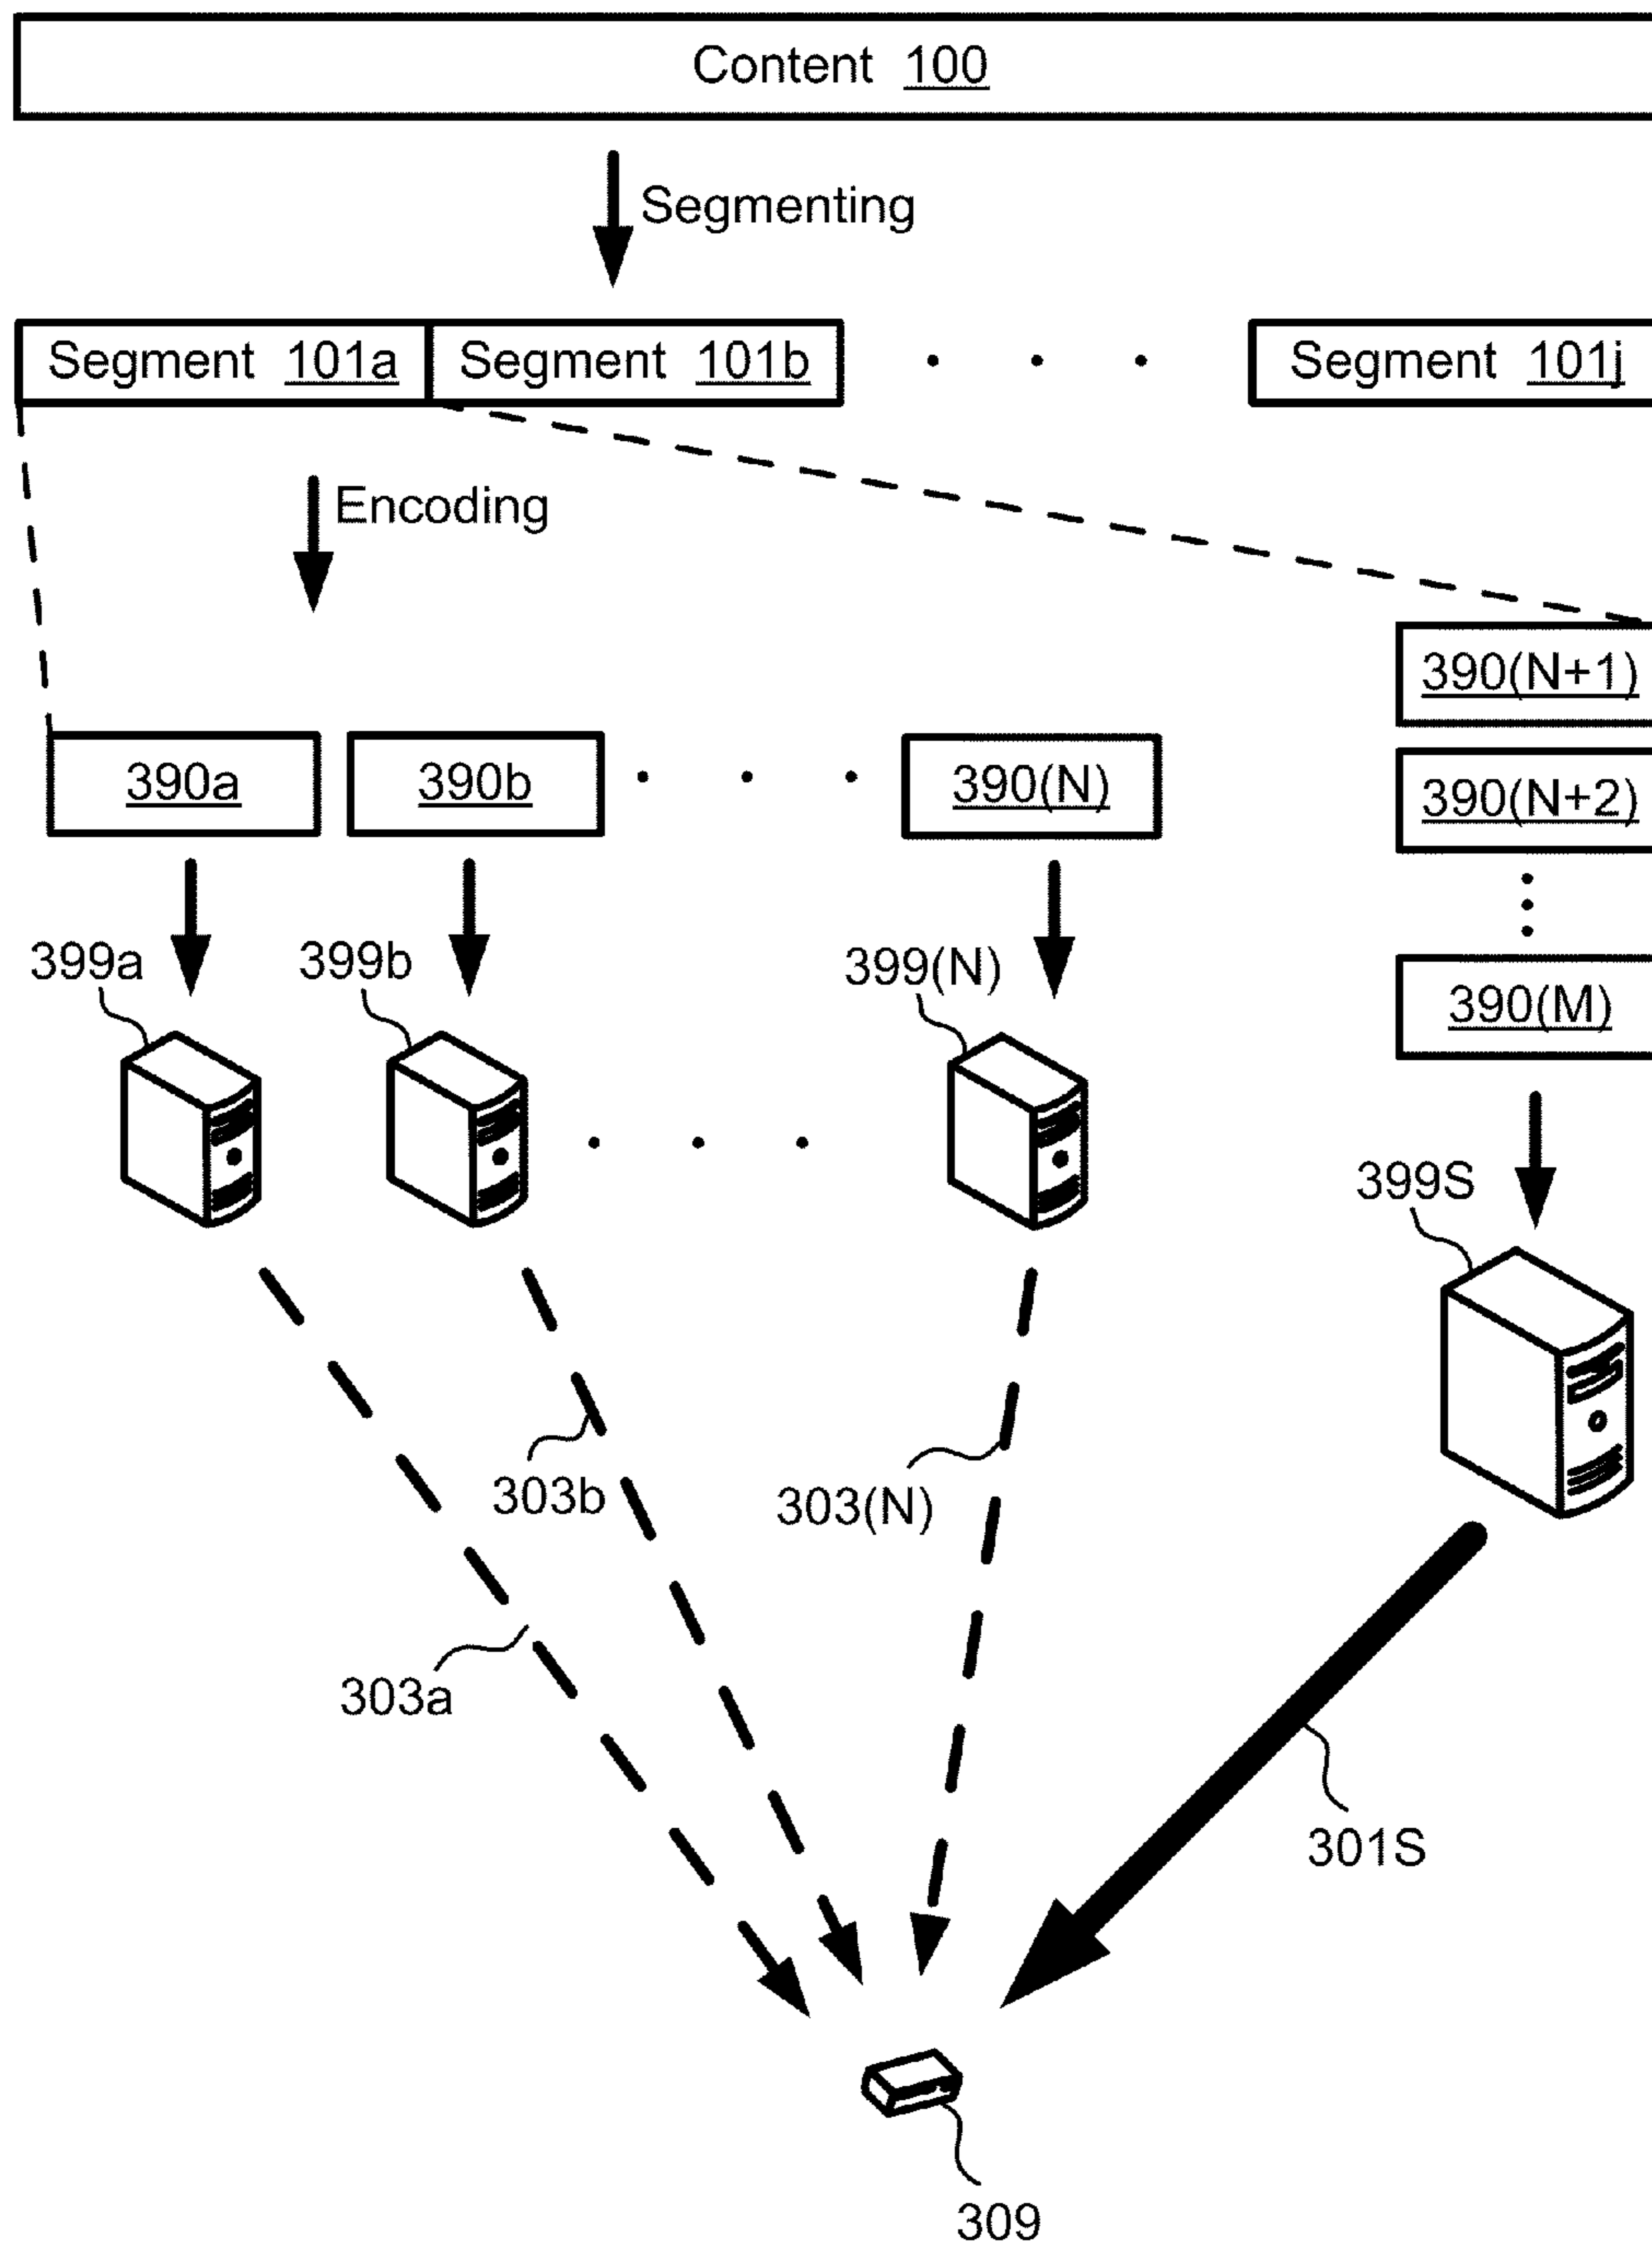 Content 100
Segmenting
Segment 101a
Segment 101b
Segment 101j
Encoding
390(N+1)
390a
390b
390(N)
390(N+2)
399a
399b
399(N)
390(M)
399S
303b
303(N)
303a
301S
309